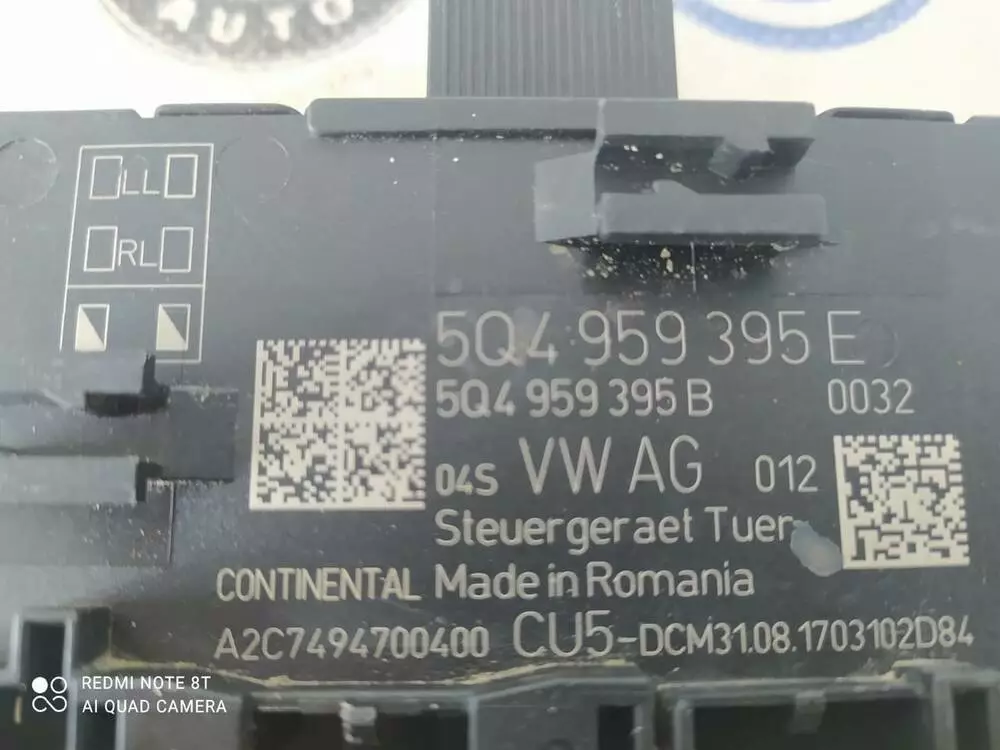 AUTO
LL
RL
5Q4 959 395 E
5Q4 959 395 B 0032
04S VW AG 012
Steuergeraet Tuer
CONTINENTAL Made in Romania
A2C7494700400 CU5-DCM31.08.1703102D84
REDMI NOTE 8T
AI QUAD CAMERA